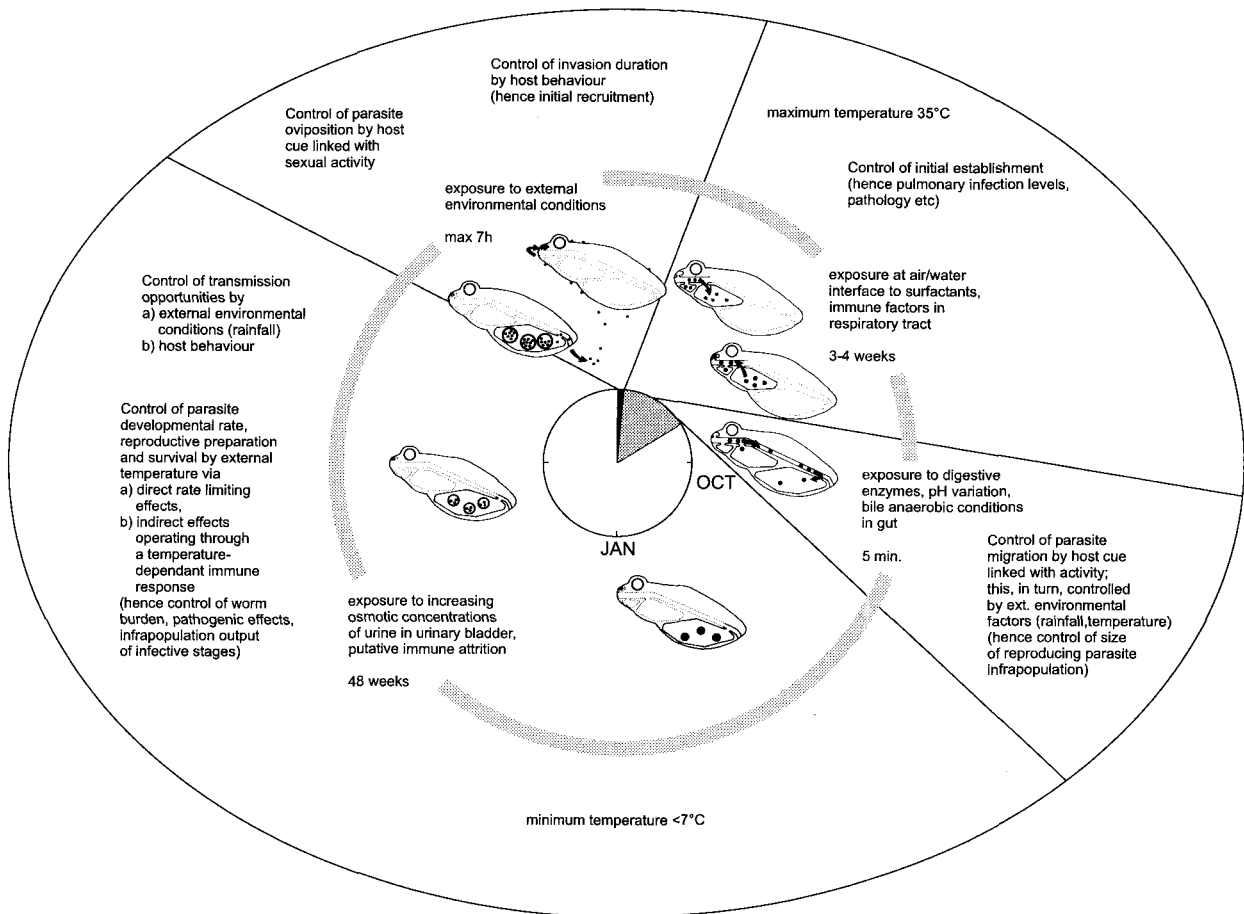 Control of invasion duration
by host behaviour
(hence initial recruitment)
Control of parasite
oviposition by host
cue linked with
sexual activity
maximum temperature 35°C
Control of initial establishment
(hence pulmonary infection levels,
pathology etc)
exposure to external
environmental conditions
max 7h
Control of transmission
opportunities by
a) external environmental
conditions (rainfall)
b) host behaviour
exposure at air/water
interface to surfactants,
immune factors in
respiratory tract
3-4 weeks
Control of parasite
developmental rate,
reproductive preparation
and survival by external
temperature via
a) direct rate limiting
effects,
b) indirect effects
operating through
a temperature-
dependant immune
response
(hence control of worm
burden, pathogenic effects,
infrapopulation output
of infective stages)
OCT
JAN
exposure to digestive
enzymes, pH variation,
bile anaerobic conditions
in gut
5 min.
Control of parasite
migration by host cue
linked with activity;
this, in turn, controlled
by ext. environmental
factors (rainfall,temperature)
(hence control of size
of reproducing parasite
infrapopulation)
exposure to increasing
osmotic concentrations
of urine in urinary bladder,
putative immune attrition
48 weeks
minimum temperature <7°C